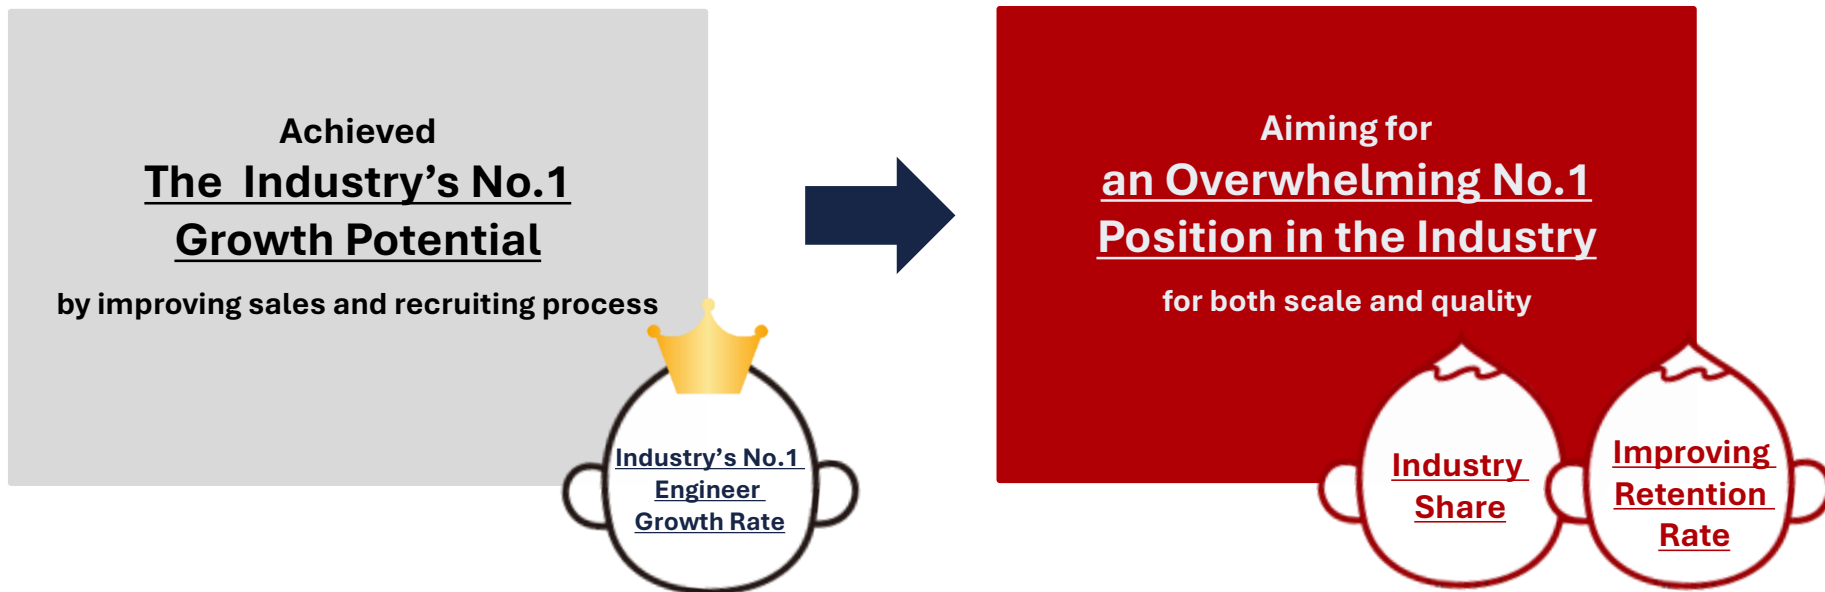 Achieved
The Industry’s No.1
Growth Potential
by improving sales and recruiting process
Industry’s No.1
Engineer
Growth Rate
Aiming for
an Overwhelming No.1
Position in the Industry
for both scale and quality
Industry
Share
Improving
Retention
Rate